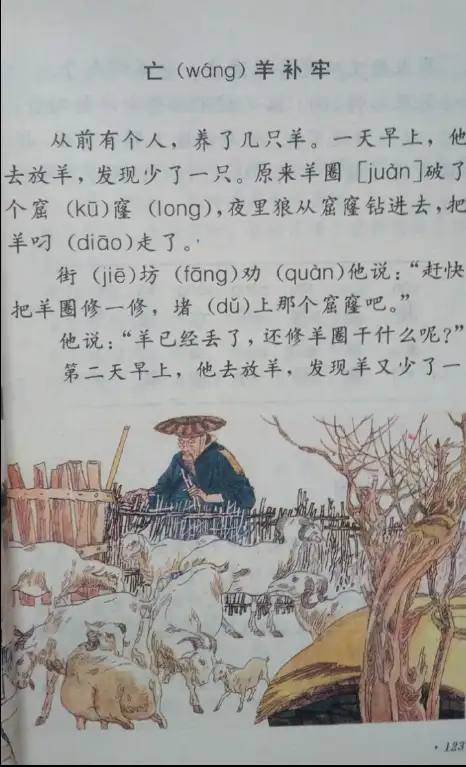 亡（wáng）羊补牢
从前有个人，养了几只羊。一天早上，他
去放羊，发现少了一只。原来羊圈［juàn］破了
个窟（kū）窿（long），夜里狼从窟窿钻进去，把
羊叼（diāo）走了。
街（jiē）坊（fāng）劝（quàn）他说：“赶快
把羊圈修一修，堵（dǔ）上那个窟窿吧。”
他说：“羊已经丢了，还修羊圈干什么呢？”
第二天早上，他去放羊，发现羊又少了一
·123